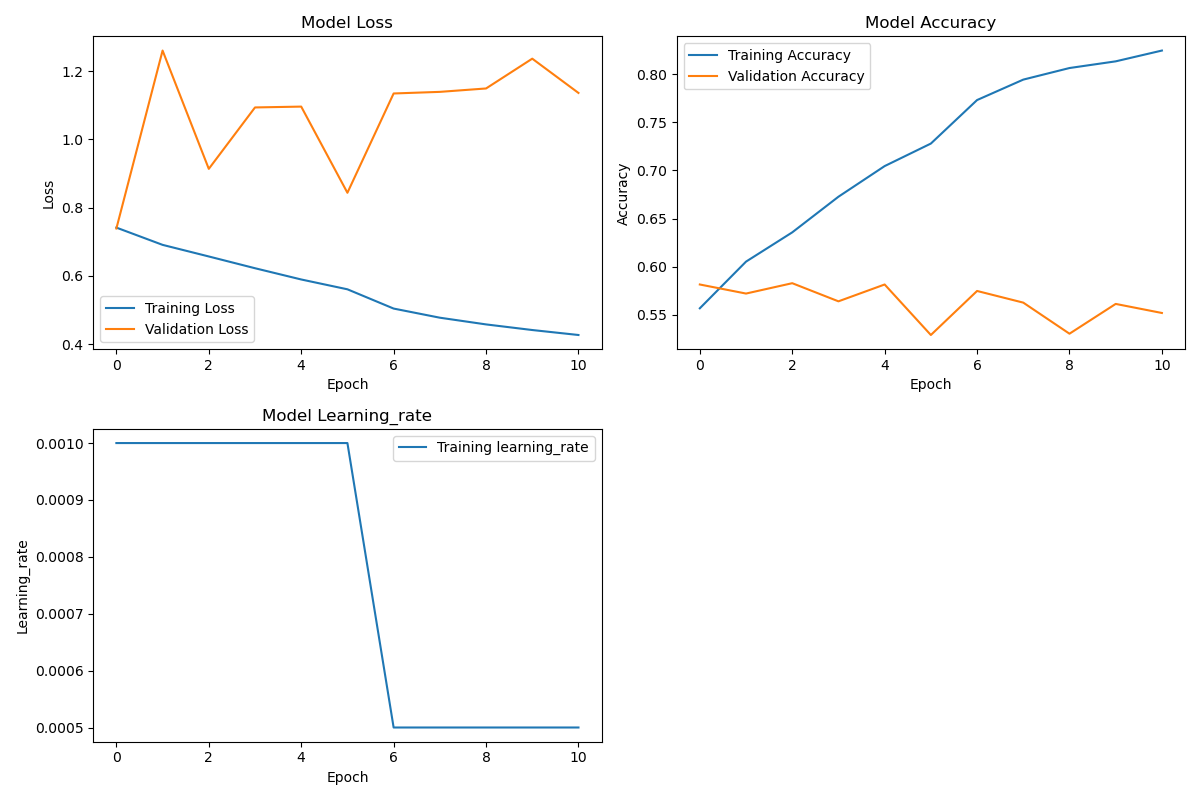 Model Loss
1.2
1.0
0.8
0.6
0.4
Loss
Training Loss
Validation Loss
0 2 4 6 8 10
Epoch
Model Accuracy
Training Accuracy
Validation Accuracy
0.80
0.75
0.70
0.65
0.60
0.55
Accuracy
0 2 4 6 8 10
Epoch
Model Learning_rate
Training learning_rate
0.0010
0.0009
0.0008
0.0007
0.0006
0.0005
Learning_rate
0 2 4 6 8 10
Epoch